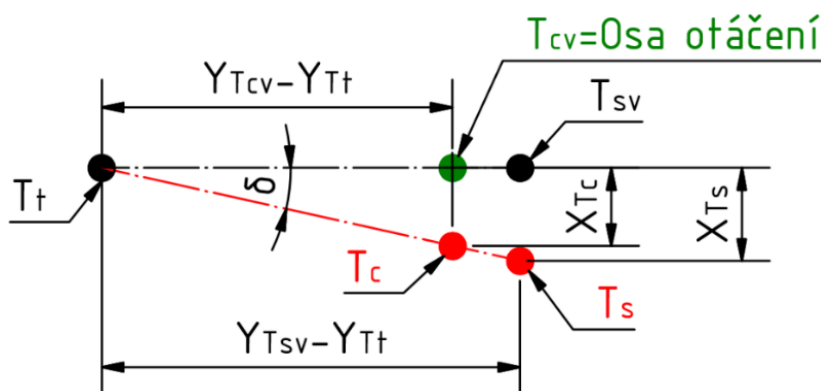 Tcv=Osa otáčení
YTcv-YTt
Tsv
δ
Tt
XTc
XTs
Tc
Ts
YTsv-YTt